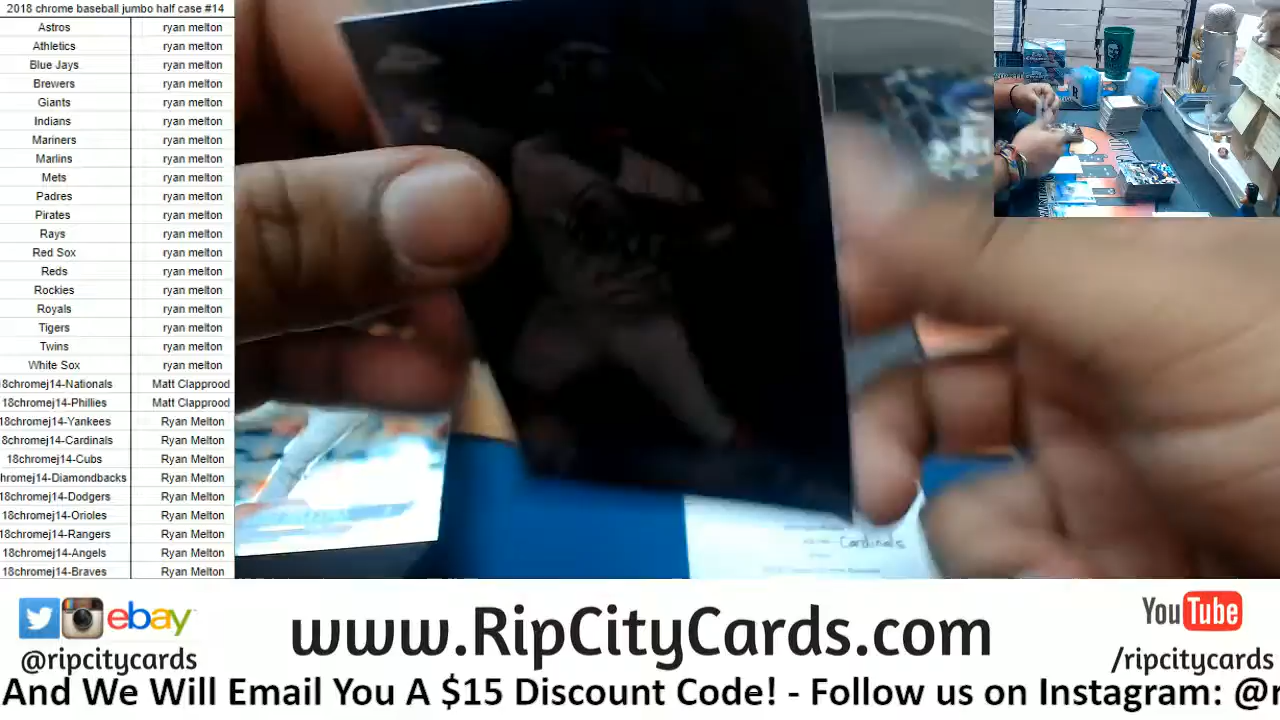 2018 chrome baseball jumbo half case #14
Astros ryan melton
Athletics ryan melton
Blue Jays ryan melton
Brewers ryan melton
Giants ryan melton
Indians ryan melton
Mariners ryan melton
Marlins ryan melton
Mets ryan melton
Padres ryan melton
Pirates ryan melton
Rays ryan melton
Red Sox ryan melton
Reds ryan melton
Rockies ryan melton
Royals ryan melton
Tigers ryan melton
Twins ryan melton
White Sox ryan melton
8chromej14-Nationals Matt Clapprood
18chromej14-Phillies Matt Clapprood
18chromej14-Yankees Ryan Melton
8chromej14-Cardinals Ryan Melton
18chromej14-Cubs Ryan Melton
hromej14-Diamondbacks Ryan Melton
18chromej14-Dodgers Ryan Melton
18chromej14-Orioles Ryan Melton
18chromej14-Rangers Ryan Melton
18chromej14-Angels Ryan Melton
18chromej14-Braves Ryan Melton
Cardinals
ebay
@ripcitycards
www.RipCityCards.com
YouTube
/ripcitycards
And We Will Email You A $15 Discount Code! - Follow us on Instagram: @r